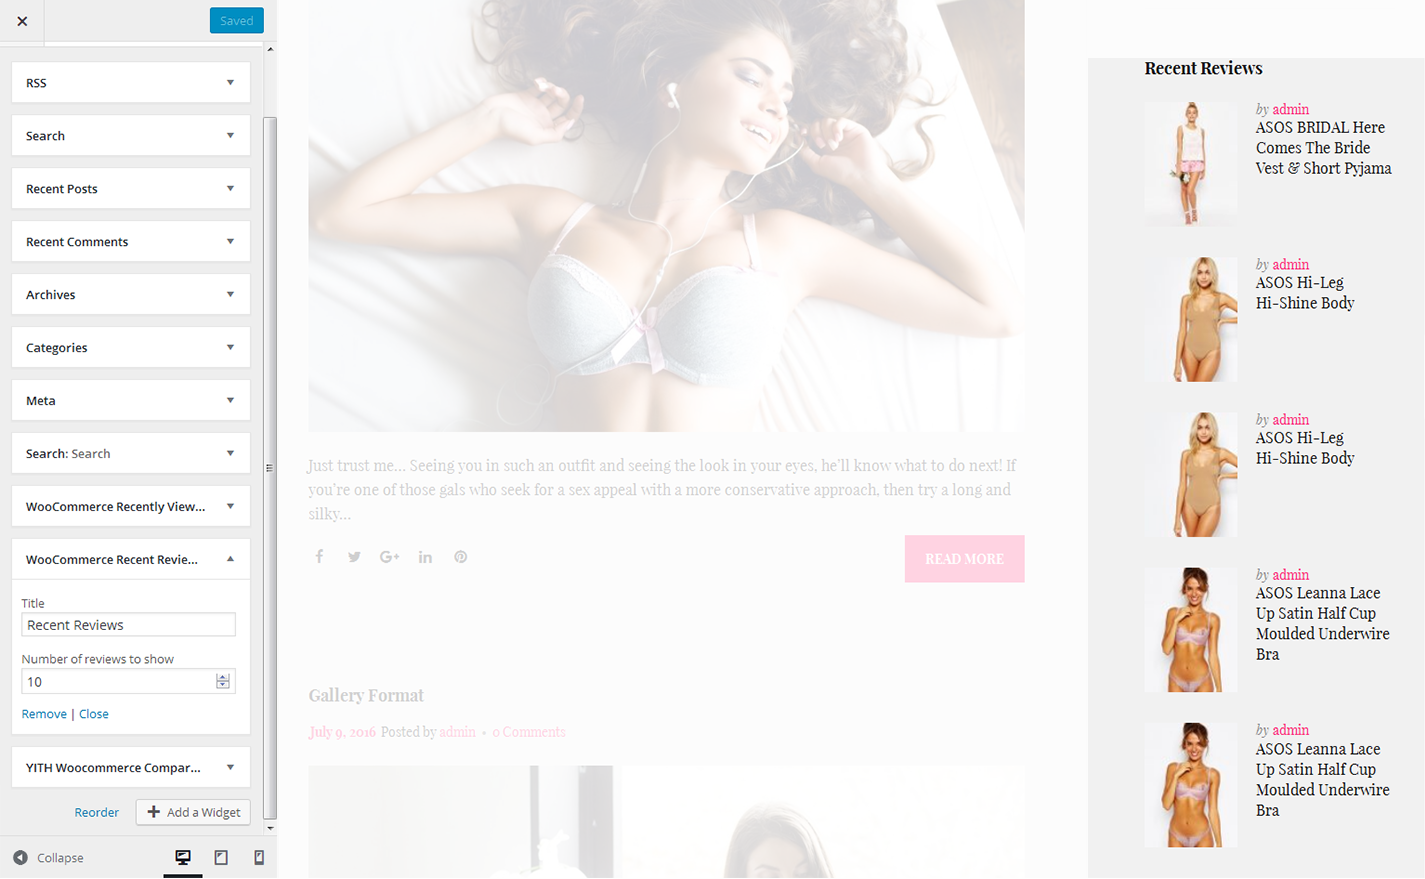 Saved
RSS
Search
Recent Posts
Recent Comments
Archives
Categories
Meta
Search: Search
WooCommerce Recently View...
WooCommerce Recent Revie...
Title
Recent Reviews
Number of reviews to show
10
Remove | Close
YITH Woocommerce Compar...
Reorder
Add a Widget
Collapse
Just trust me... Seeing you in such an outfit and seeing the look in your eyes, he'll know what to do next! If
you're one of those gals who seek for a sex appeal with a more conservative approach, then try a long and
silky...
READ MORE
Gallery Format
July 9, 2016 Posted by admin • 0 Comments
Recent Reviews
by admin
ASOS BRIDAL Here
Comes The Bride
Vest & Short Pyjama
by admin
ASOS Hi-Leg
Hi-Shine Body
by admin
ASOS Hi-Leg
Hi-Shine Body
by admin
ASOS Leanna Lace
Up Satin Half Cup
Moulded Underwire
Bra
by admin
ASOS Leanna Lace
Up Satin Half Cup
Moulded Underwire
Bra